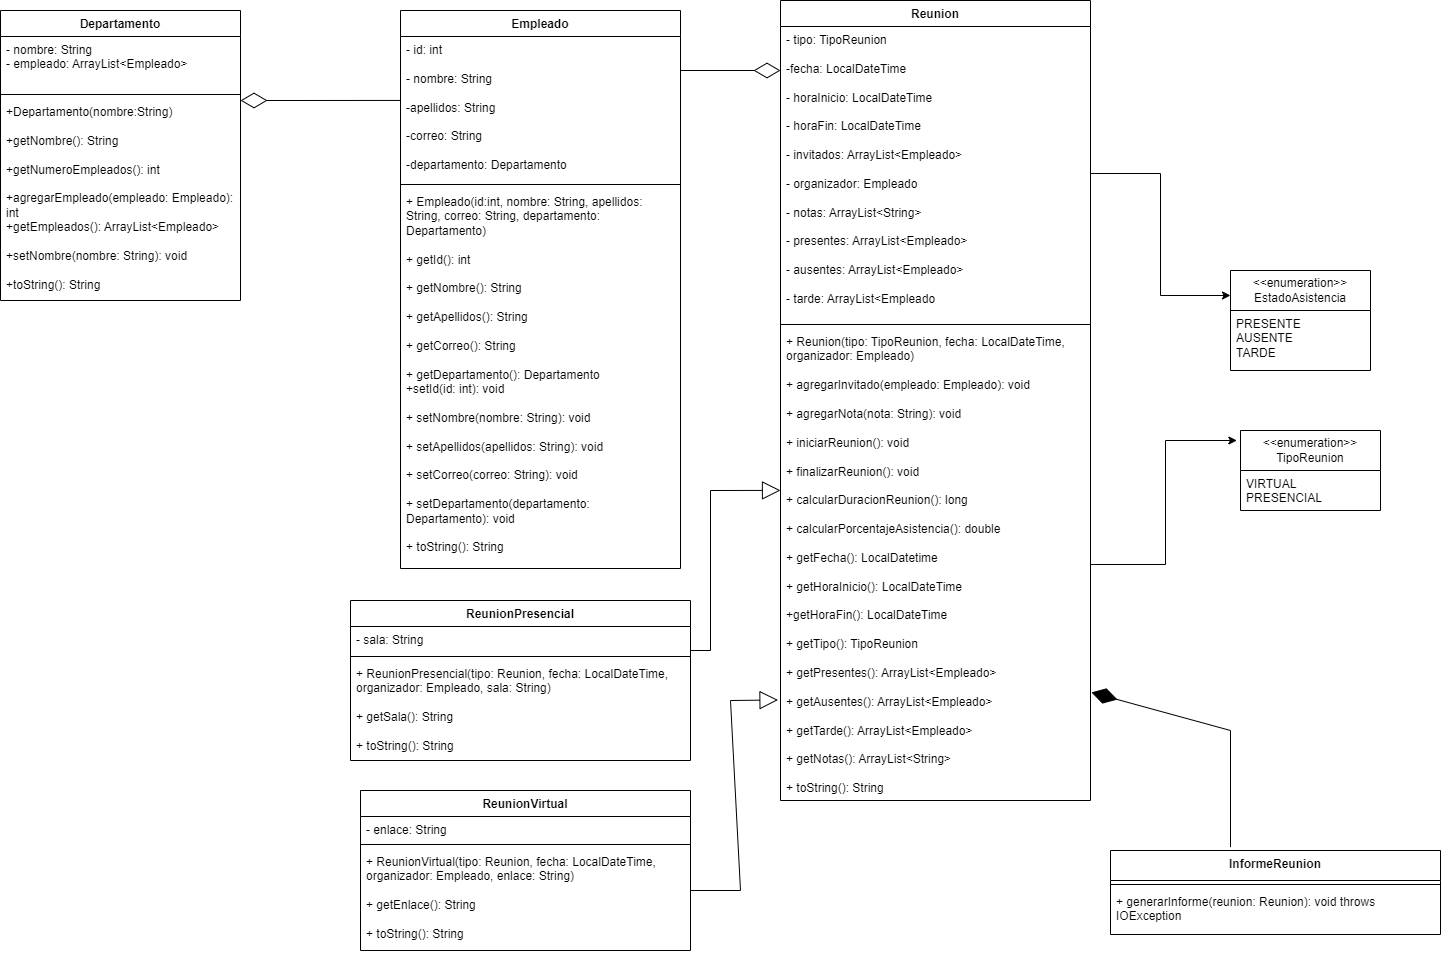 Departamento
- nombre: String
- empleado: ArrayList<Empleado>
+Departamento(nombre:String)
+getNombre(): String
+getNumeroEmpleados(): int
+agregarEmpleado(empleado: Empleado):
int
+getEmpleados(): ArrayList<Empleado>
+setNombre(nombre: String): void
+toString(): String
Empleado
- id: int
- nombre: String
-apellidos: String
-correo: String
-departamento: Departamento
+ Empleado(id:int, nombre: String, apellidos:
String, correo: String, departamento:
Departamento)
+ getId(): int
+ getNombre(): String
+ getApellidos(): String
+ getCorreo(): String
+ getDepartamento(): Departamento
+setId(id: int): void
+ setNombre(nombre: String): void
+ setApellidos(apellidos: String): void
+ setCorreo(correo: String): void
+ setDepartamento(departamento:
Departamento): void
+ toString(): String
Reunion
- tipo: TipoReunion
-fecha: LocalDateTime
- horaInicio: LocalDateTime
- horaFin: LocalDateTime
- invitados: ArrayList<Empleado>
- organizador: Empleado
- notas: ArrayList<String>
- presentes: ArrayList<Empleado>
- ausentes: ArrayList<Empleado>
- tarde: ArrayList<Empleado
+ Reunion(tipo: TipoReunion, fecha: LocalDateTime,
organizador: Empleado)
+ agregarInvitado(empleado: Empleado): void
+ agregarNota(nota: String): void
+ iniciarReunion(): void
+ finalizarReunion(): void
+ calcularDuracionReunion(): long
+ calcularPorcentajeAsistencia(): double
+ getFecha(): LocalDatetime
+ getHoraInicio(): LocalDateTime
+getHoraFin(): LocalDateTime
+ getTipo(): TipoReunion
+ getPresentes(): ArrayList<Empleado>
+ getAusentes(): ArrayList<Empleado>
+ getTarde(): ArrayList<Empleado>
+ getNotas(): ArrayList<String>
+ toString(): String
<<enumeration>>
EstadoAsistencia
PRESENTE
AUSENTE
TARDE
<<enumeration>>
TipoReunion
VIRTUAL
PRESENCIAL
ReunionPresencial
- sala: String
+ ReunionPresencial(tipo: Reunion, fecha: LocalDateTime,
organizador: Empleado, sala: String)
+ getSala(): String
+ toString(): String
ReunionVirtual
- enlace: String
+ ReunionVirtual(tipo: Reunion, fecha: LocalDateTime,
organizador: Empleado, enlace: String)
+ getEnlace(): String
+ toString(): String
InformeReunion
+ generarInforme(reunion: Reunion): void throws
IOException